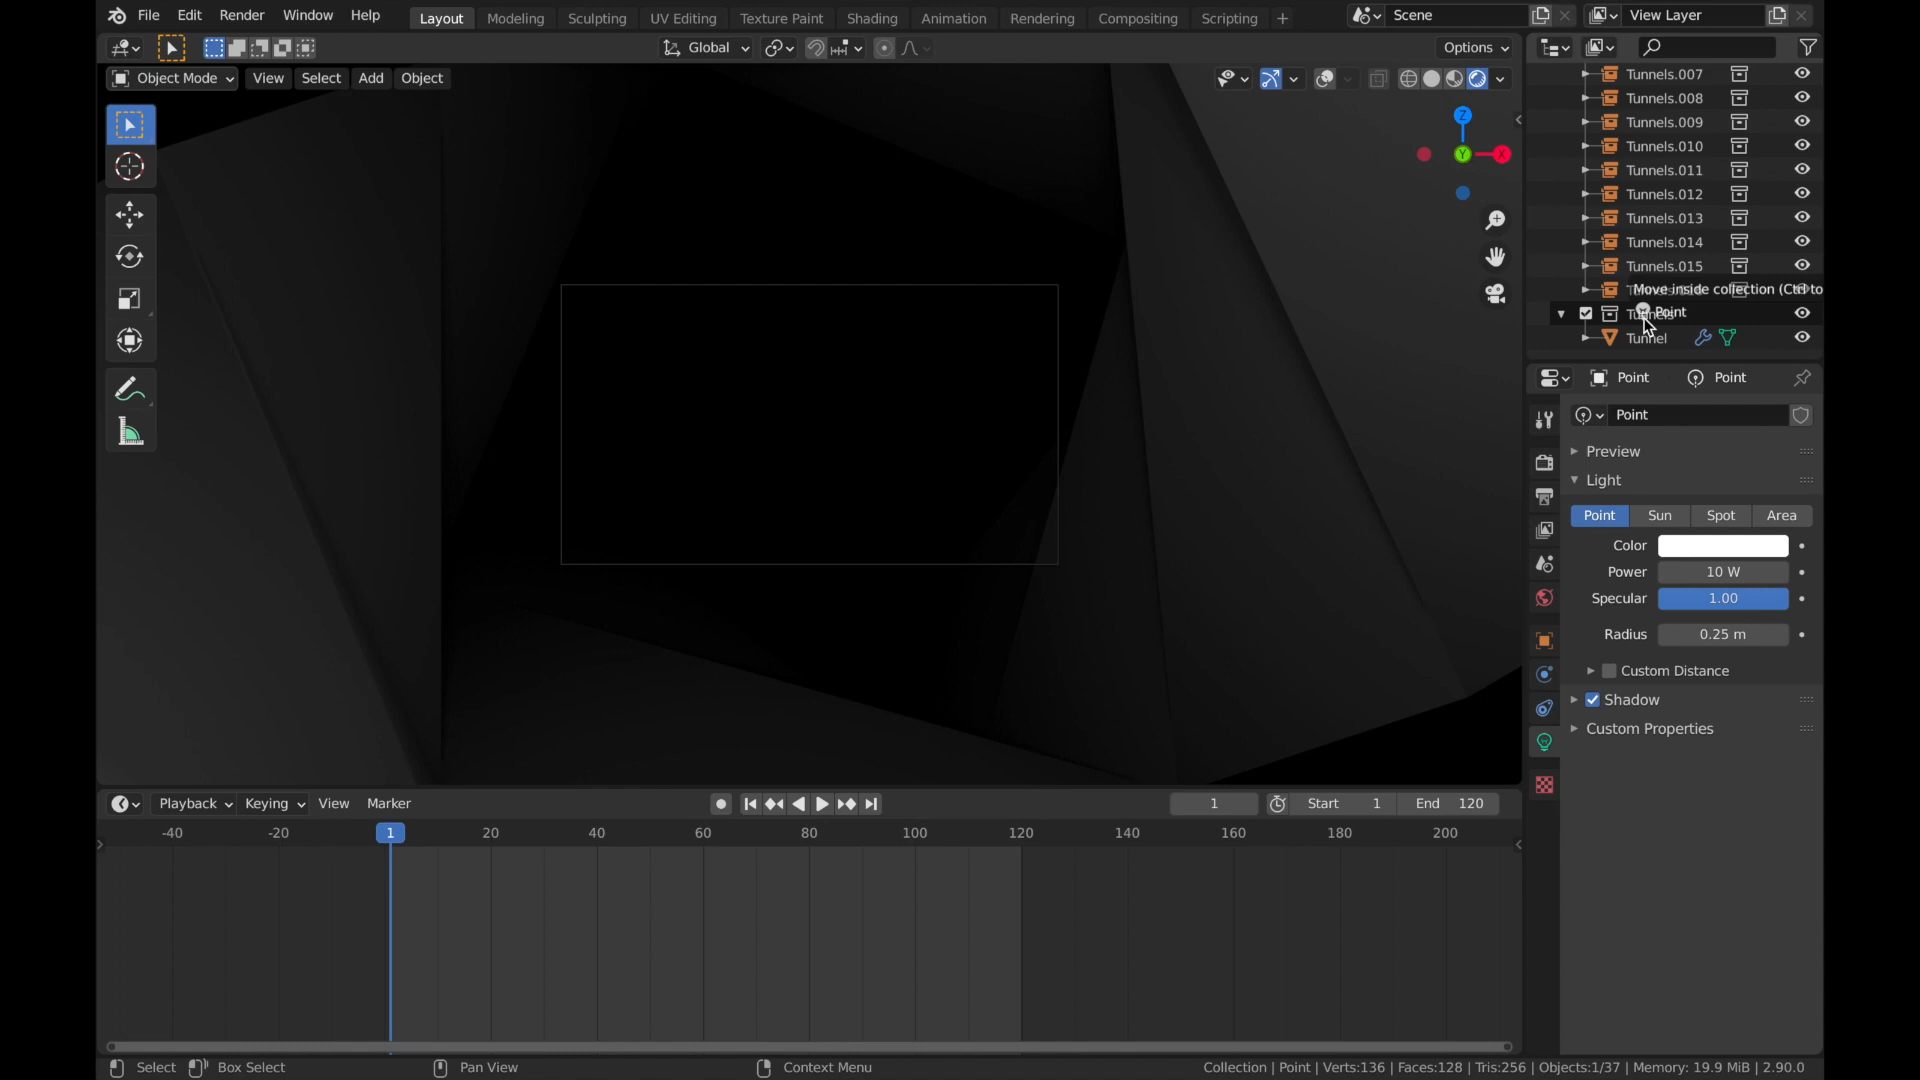 File Edit Render Window Help Layout Modeling Sculpting UV Editing Texture Paint Shading Animation Rendering Compositing Scripting + Scene View Layer
Global Options
Object Mode View Select Add Object
Z
Y
X
Tunnels.007
Tunnels.008
Tunnels.009
Tunnels.010
Tunnels.011
Tunnels.012
Tunnels.013
Tunnels.014
Tunnels.015
Move inside collection (Ctrl to
Point
Tunnel
Point Point
Point
Preview
Light
Point Sun Spot Area
Color
Power 10 W
Specular 1.00
Radius 0.25 m
Custom Distance
Shadow
Custom Properties
Playback Keying View Marker 1 Start 1 End 120
-40 -20 1 20 40 60 80 100 120 140 160 180 200
Select Box Select Pan View Context Menu Collection | Point | Verts:136 | Faces:128 | Tris:256 | Objects:1/37 | Memory: 19.9 MiB | 2.90.0